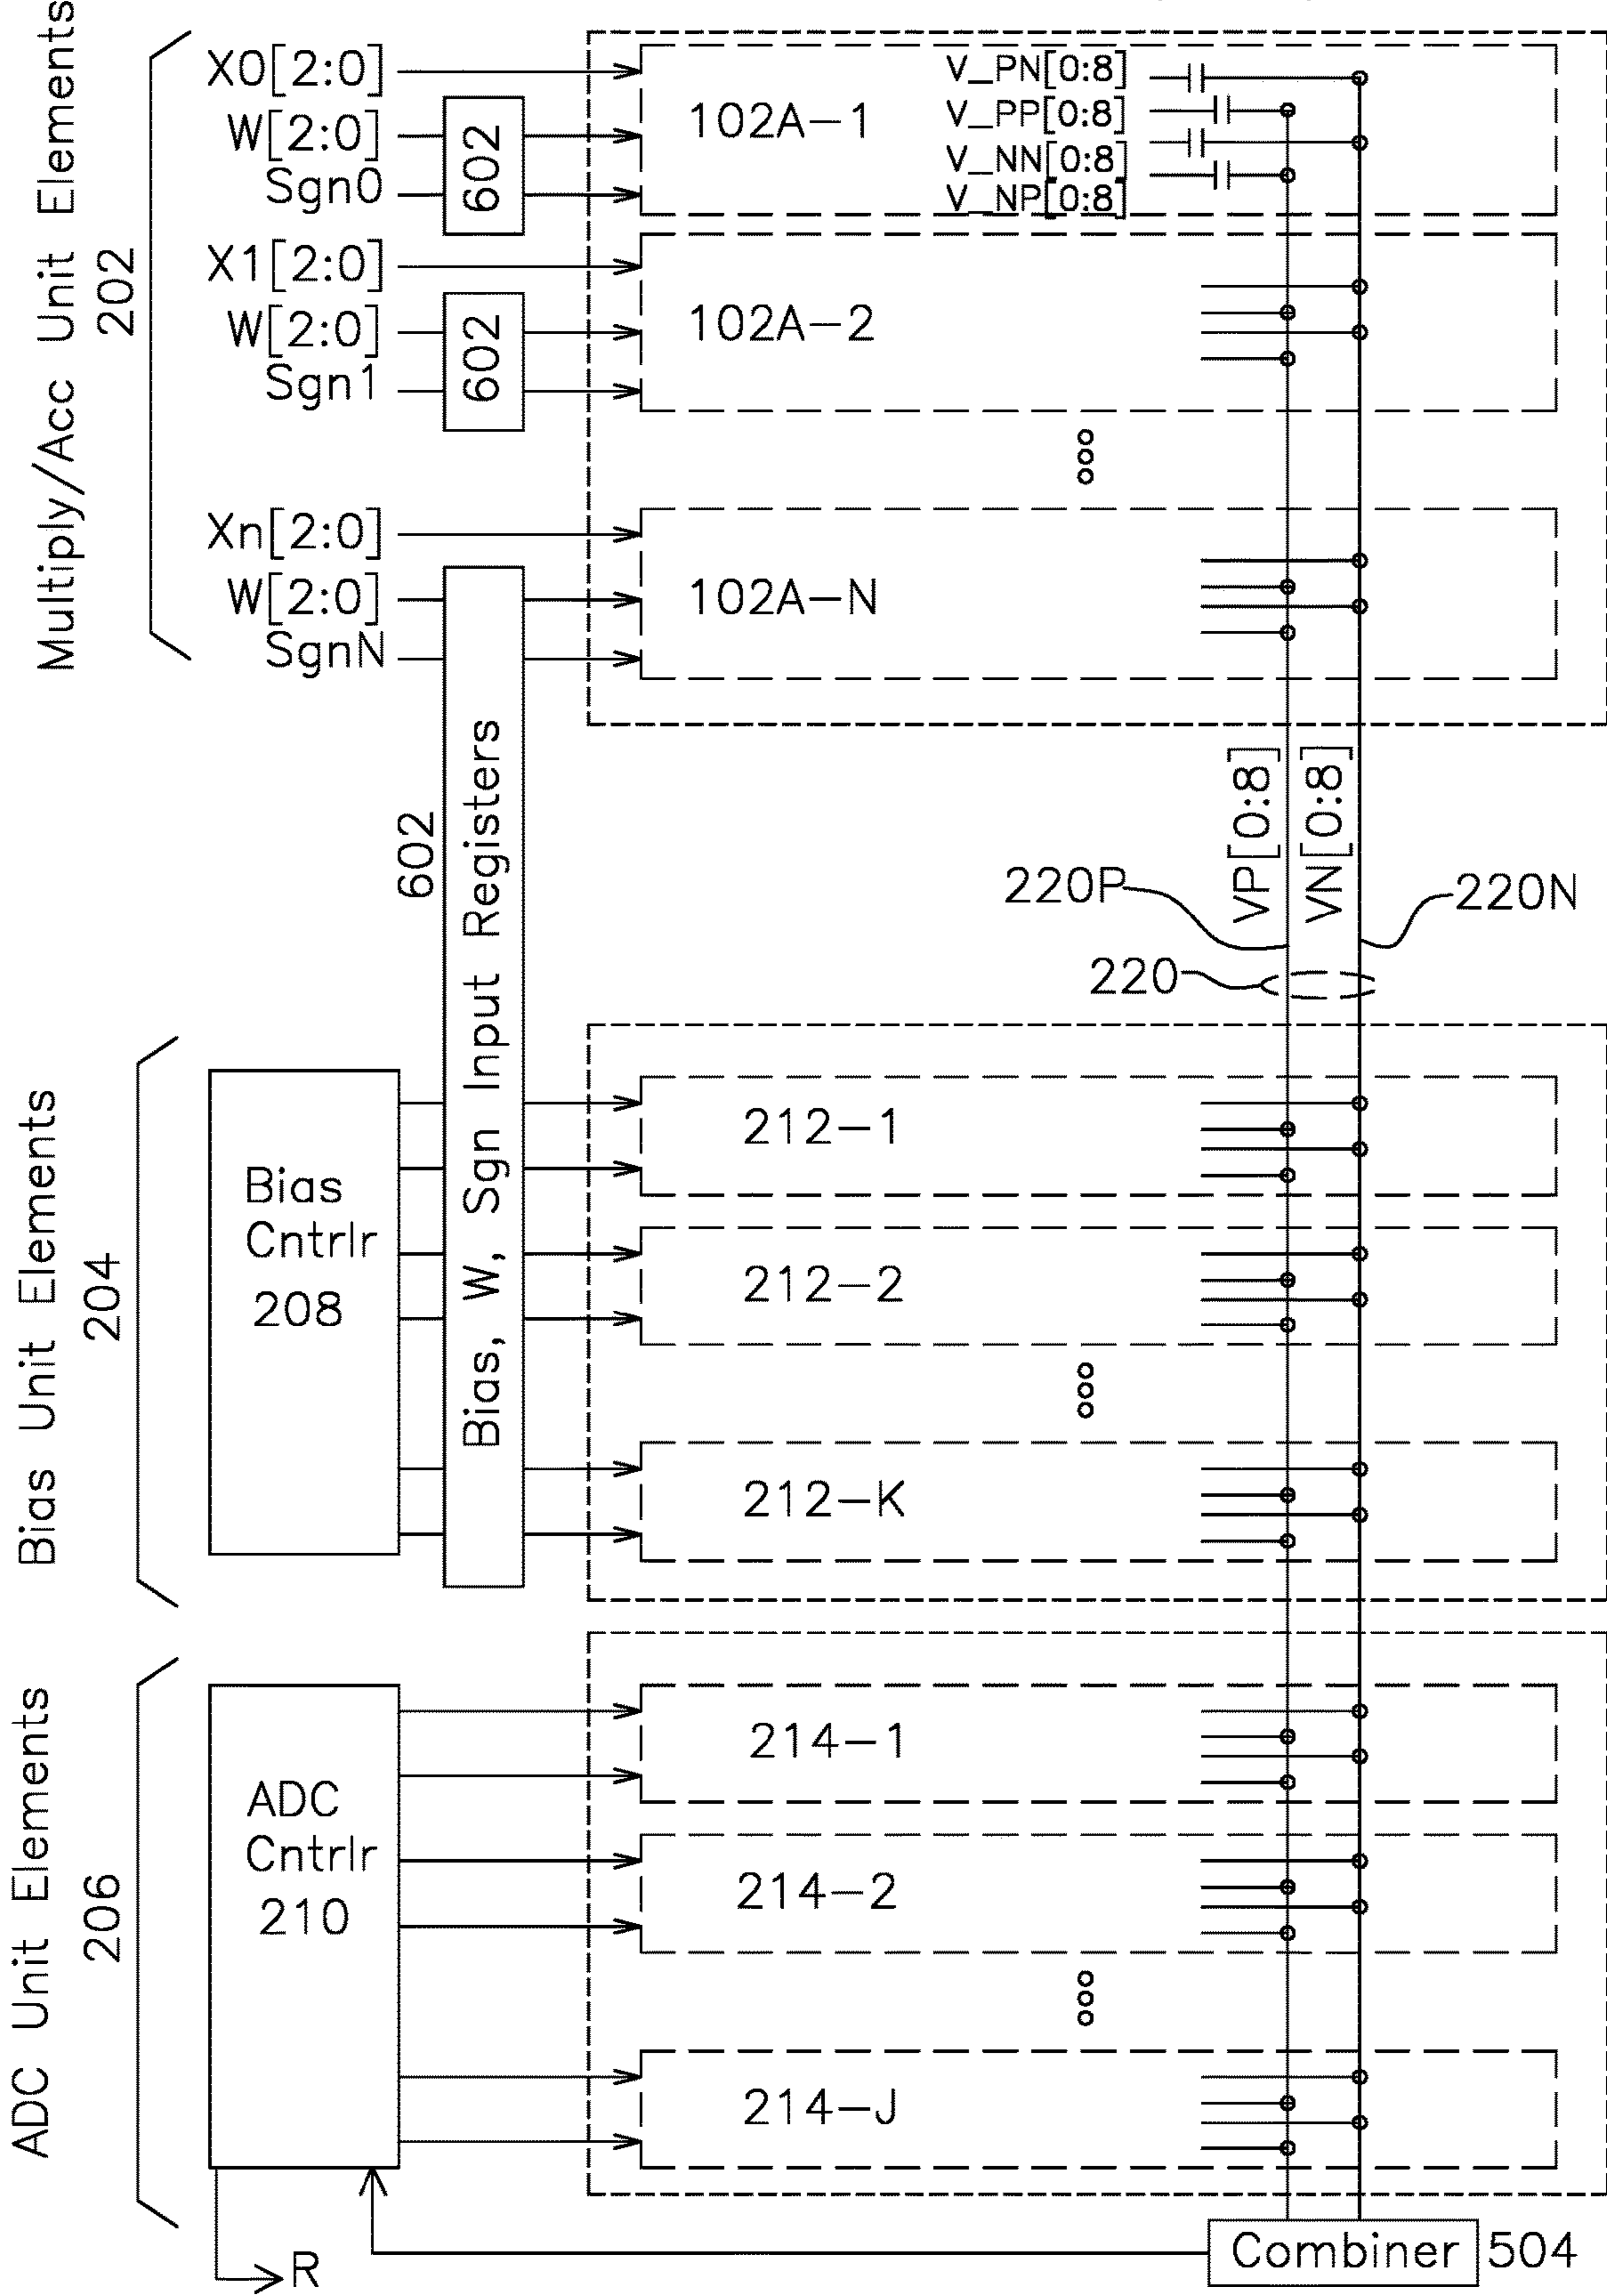 Multiply/Acc Unit Elements
202
X0[2:0]
W[2:0]
Sgn0
602
102A-1
V_PN[0:8]
V_PP[0:8]
V_NN[0:8]
V_NP[0:8]
X1[2:0]
W[2:0]
Sgn1
602
102A-2
Xn[2:0]
W[2:0]
SgnN
102A-N
602
Bias, W, Sgn Input Registers
VP[0:8]
VN[0:8]
220P
220N
220
Bias Unit Elements
204
Bias
Cntrlr
208
212-1
212-2
212-K
ADC Unit Elements
206
ADC
Cntrlr
210
214-1
214-2
214-J
Combiner 504
R